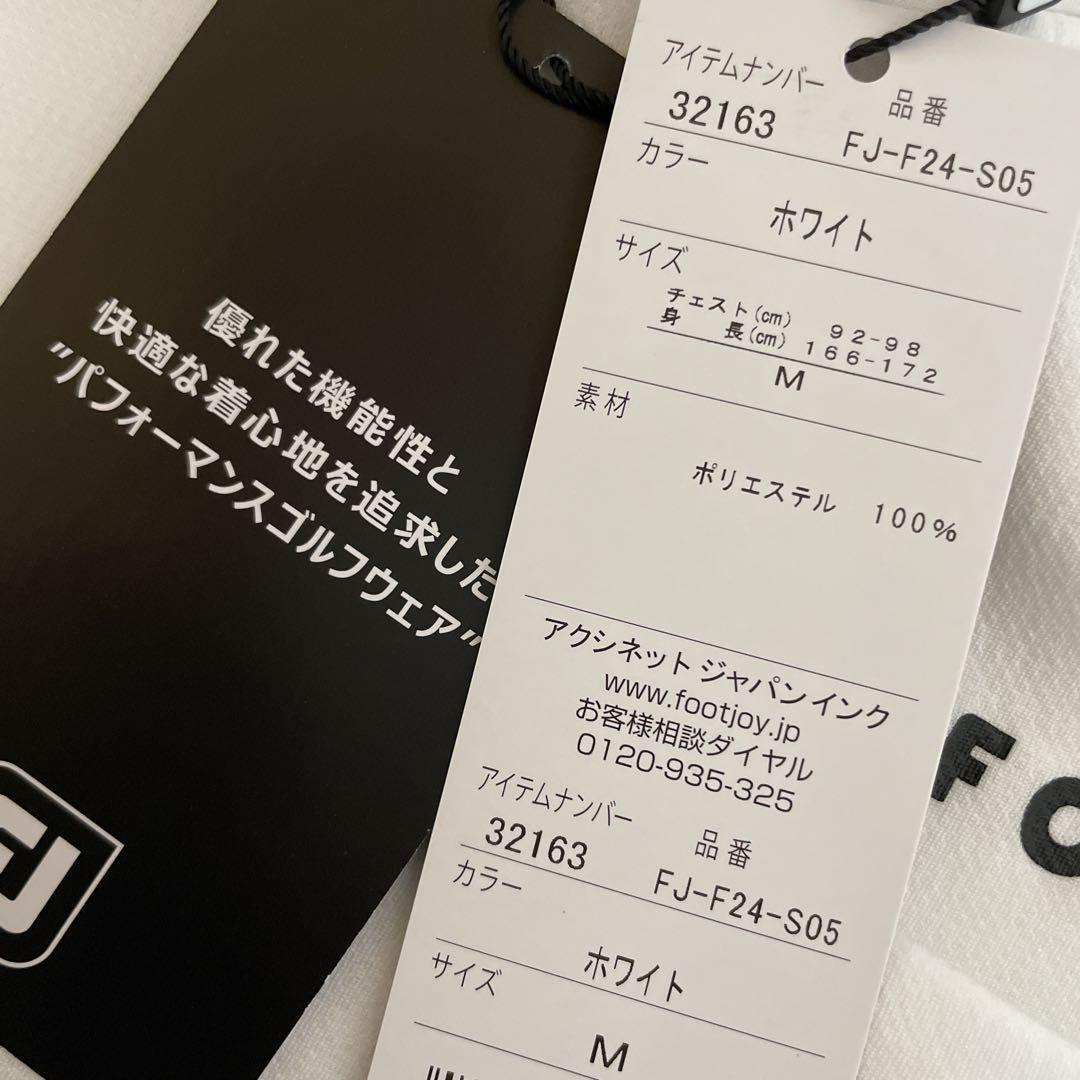 優れた機能性と
快適な着心地を追求した
"パフォーマンスゴルフウェア"
FJ
アイテムナンバー 品番
32163 FJ-F24-S05
カラー
ホワイト
サイズ
チェスト(cm) 92-98
身 長(cm) 166-172
M
素材
ポリエステル 100%
アクシネット ジャパン インク
www.footjoy.jp
お客様相談ダイヤル
0120-935-325
アイテムナンバー 品番
32163 FJ-F24-S05
カラー
ホワイト
サイズ
M
FO